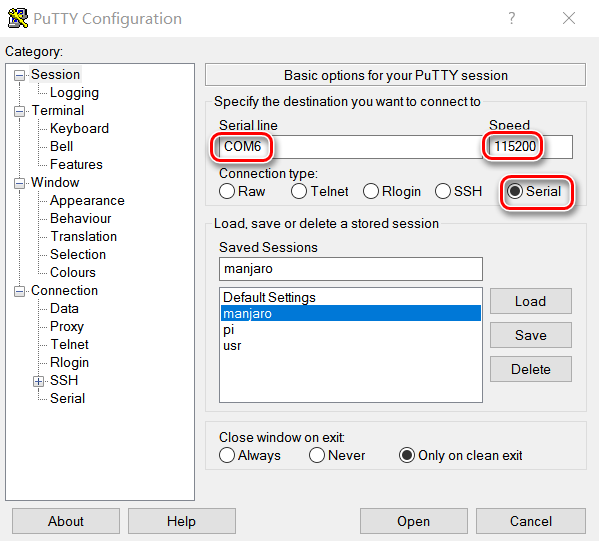 PuTTY Configuration
?
Category:
Session
Logging
Terminal
Keyboard
Bell
Features
Window
Appearance
Behaviour
Translation
Selection
Colours
Connection
Data
Proxy
Telnet
Rlogin
SSH
Serial
Basic options for your PuTTY session
Specify the destination you want to connect to
Serial line Speed
COM6 115200
Connection type:
Raw Telnet Rlogin SSH Serial
Load, save or delete a stored session
Saved Sessions
manjaro
Default Settings
manjaro
pi
usr
Load
Save
Delete
Close window on exit:
Always Never Only on clean exit
About Help Open Cancel